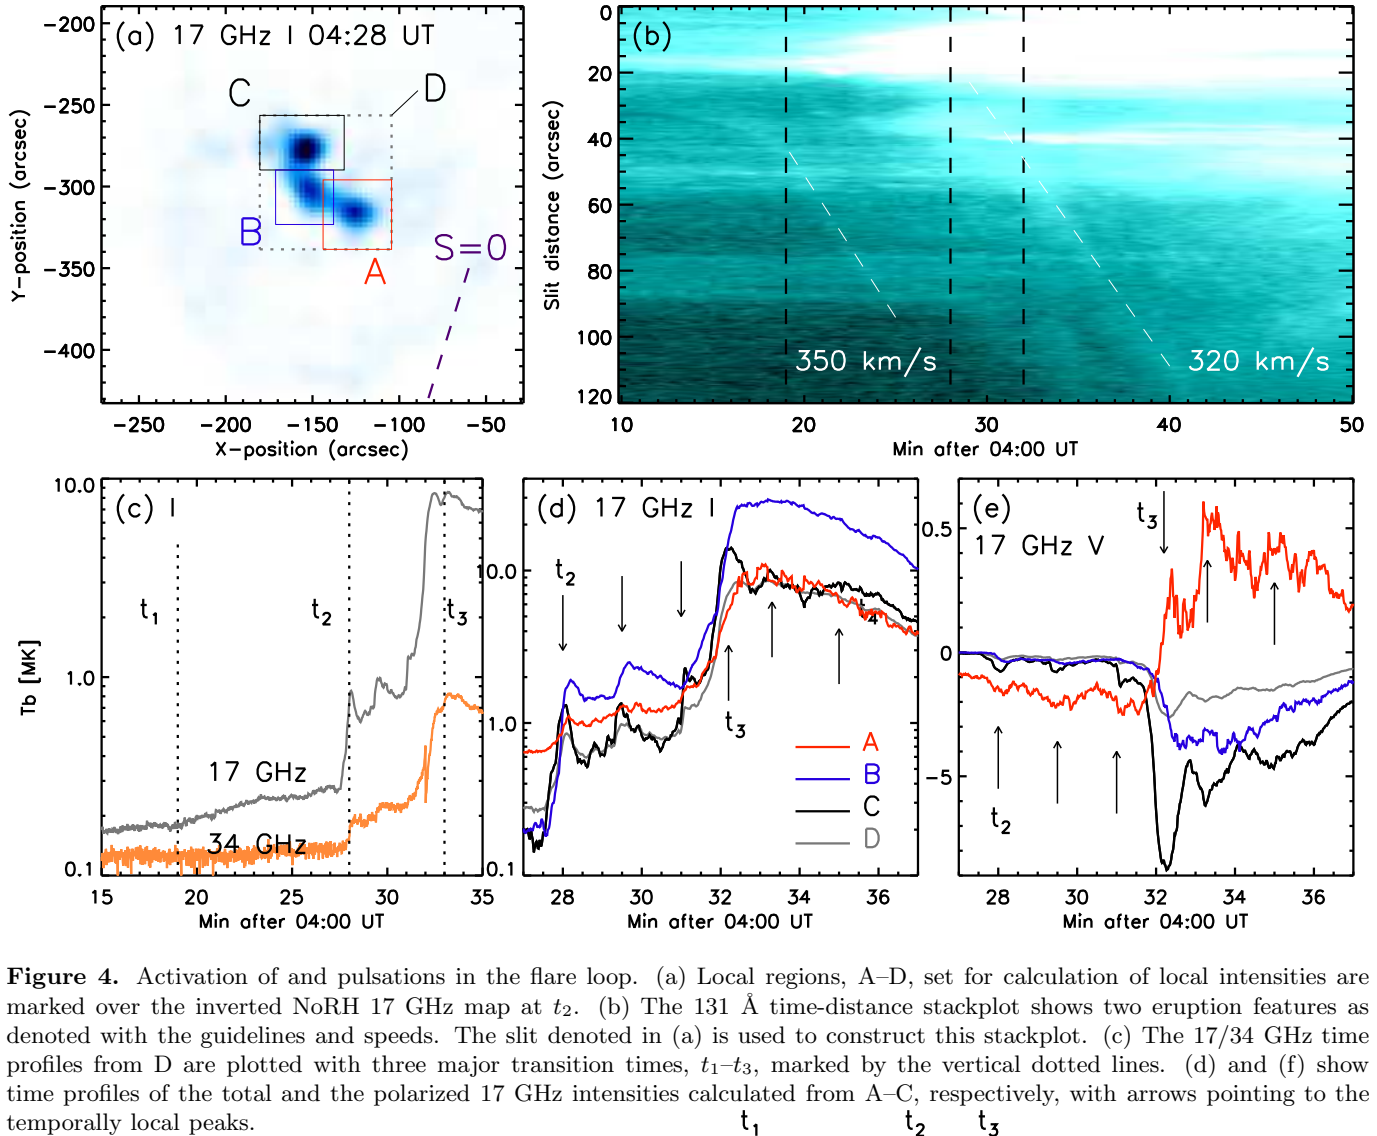 (a) 17 GHz I 04:28 UT
C
D
B
A
S=0
−200
−250
−300
−350
−400
Y-position (arcsec)
−250 −200 −150 −100 −50
X-position (arcsec)
(b)
0
20
40
60
80
100
120
Slit distance (arcsec)
350 km/s
320 km/s
10 20 30 40 50
Min after 04:00 UT
(c) I
10.0
1.0
0.1
Tb [MK]
t1
t2
t3
17 GHz
34 GHz
15 20 25 30 35
Min after 04:00 UT
(d) 17 GHz I
10.0
1.0
0.1
t2
t3
t4
A
B
C
D
28 30 32 34 36
Min after 04:00 UT
(e)
17 GHz V
0.5
0
−5
t3
t2
28 30 32 34 36
Min after 04:00 UT
Figure 4. Activation of and pulsations in the flare loop. (a) Local regions, A–D, set for calculation of local intensities are
marked over the inverted NoRH 17 GHz map at t2. (b) The 131 Å time-distance stackplot shows two eruption features as
denoted with the guidelines and speeds. The slit denoted in (a) is used to construct this stackplot. (c) The 17/34 GHz time
profiles from D are plotted with three major transition times, t1–t3, marked by the vertical dotted lines. (d) and (f) show
time profiles of the total and the polarized 17 GHz intensities calculated from A–C, respectively, with arrows pointing to the
temporally local peaks.
t1 t2 t3